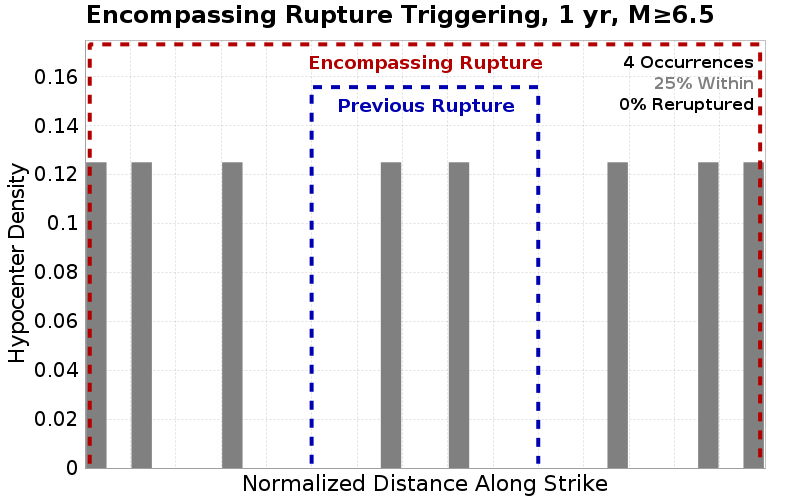 Encompassing Rupture Triggering, 1 yr, M≥6.5
Encompassing Rupture
4 Occurrences
25% Within
0% Reruptured
Previous Rupture
Hypocenter Density
0.16
0.14
0.12
0.1
0.08
0.06
0.04
0.02
0
Normalized Distance Along Strike